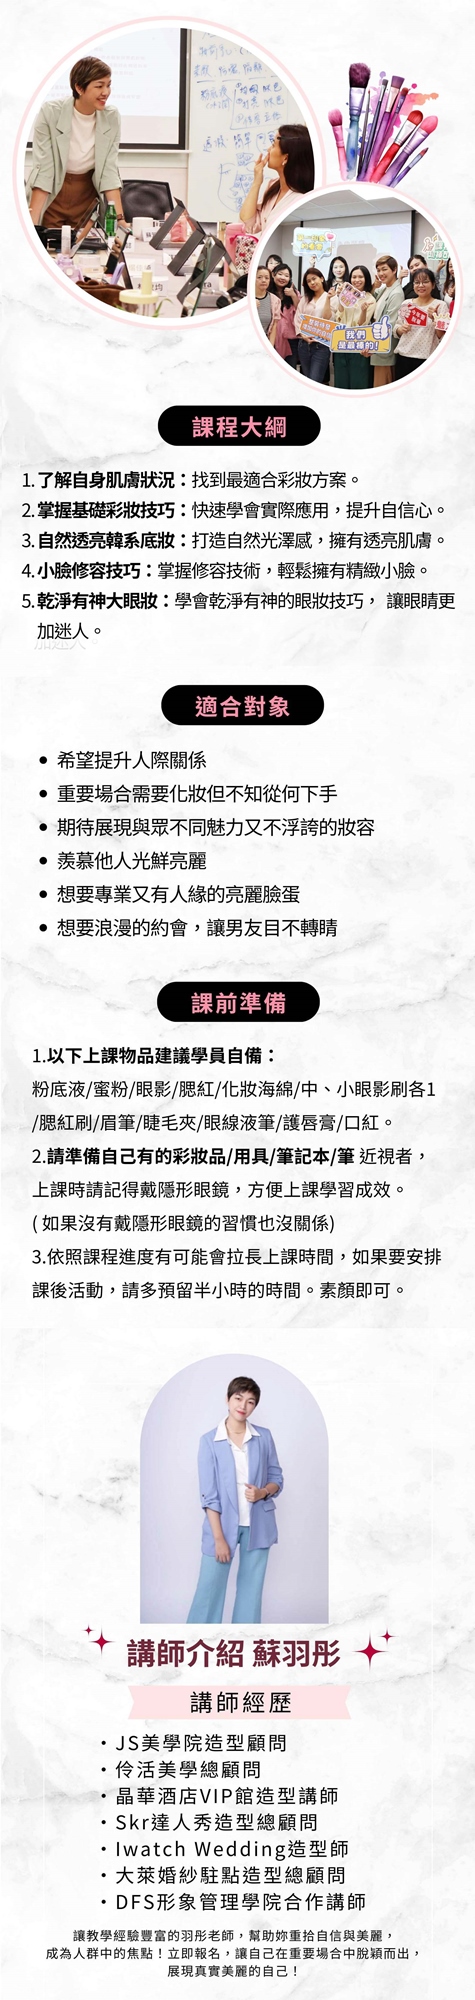 我們
是最棒的!
課程大綱
1.了解自身肌膚狀況：找到最適合彩妝方案。
2.掌握基礎彩妝技巧：快速學會實際應用，提升自信心。
3.自然透亮韓系底妝：打造自然光澤感，擁有透亮肌膚。
4.小臉修容技巧：掌握修容技術，輕鬆擁有精緻小臉。
5.乾淨有神大眼妝：學會乾淨有神的眼妝技巧， 讓眼睛更
加迷人。
適合對象
• 希望提升人際關係
• 重要場合需要化妝但不知從何下手
• 期待展現與眾不同魅力又不浮誇的妝容
• 羨慕他人光鮮亮麗
• 想要專業又有人緣的亮麗臉蛋
• 想要浪漫的約會，讓男友目不轉睛
課前準備
1.以下上課物品建議學員自備：
粉底液/蜜粉/眼影/腮紅/化妝海綿/中、小眼影刷各1
/腮紅刷/眉筆/睫毛夾/眼線液筆/護唇膏/口紅。
2.請準備自己有的彩妝品/用具/筆記本/筆 近視者，
上課時請記得戴隱形眼鏡，方便上課學習成效。
( 如果沒有戴隱形眼鏡的習慣也沒關係)
3.依照課程進度有可能會拉長上課時間，如果要安排
課後活動，請多預留半小時的時間。素顏即可。
講師介紹 蘇羽彤
講師經歷
・JS美學院造型顧問
・伶活美學總顧問
・晶華酒店VIP館造型講師
・Skr達人秀造型總顧問
・Iwatch Wedding造型師
・大萊婚紗駐點造型總顧問
・DFS形象管理學院合作講師
讓教學經驗豐富的羽彤老師，幫助妳重拾自信與美麗，
成為人群中的焦點！立即報名，讓自己在重要場合中脫穎而出，
展現真實美麗的自己！